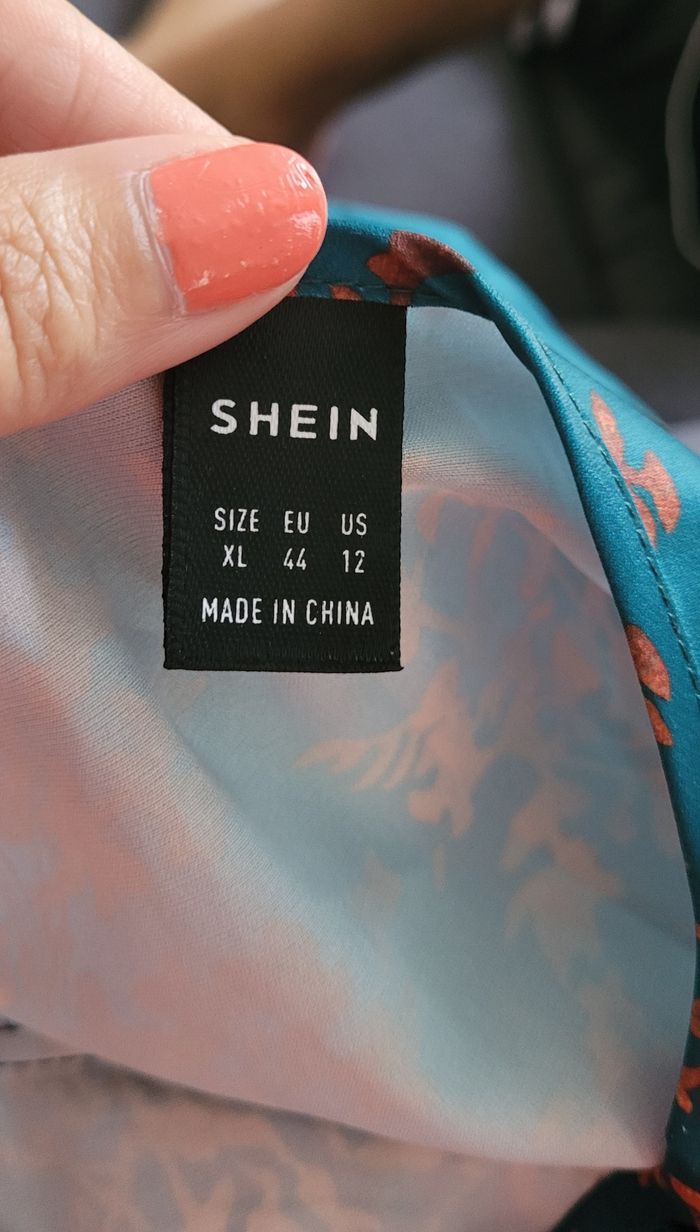 SHEIN
SIZE EU US
XL 44 12
MADE IN CHINA